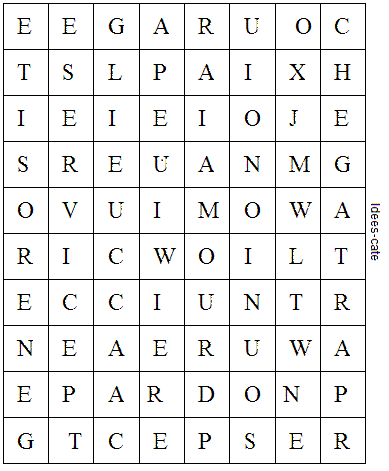 E E G A R U O C
T S L P A I X H
I E I E I O J E
S R E U A N M G
O V U I M O W A
R I C W O I L T
E C C I U N T R
N E A E R U W A
E P A R D O N P
G T C E P S E R
Idees-cate